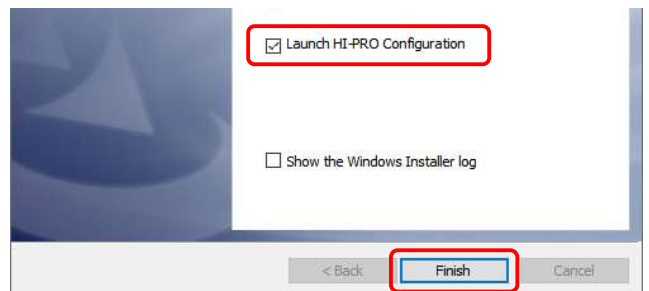 Launch HI-PRO Configuration
Show the Windows Installer log
< Back Finish Cancel